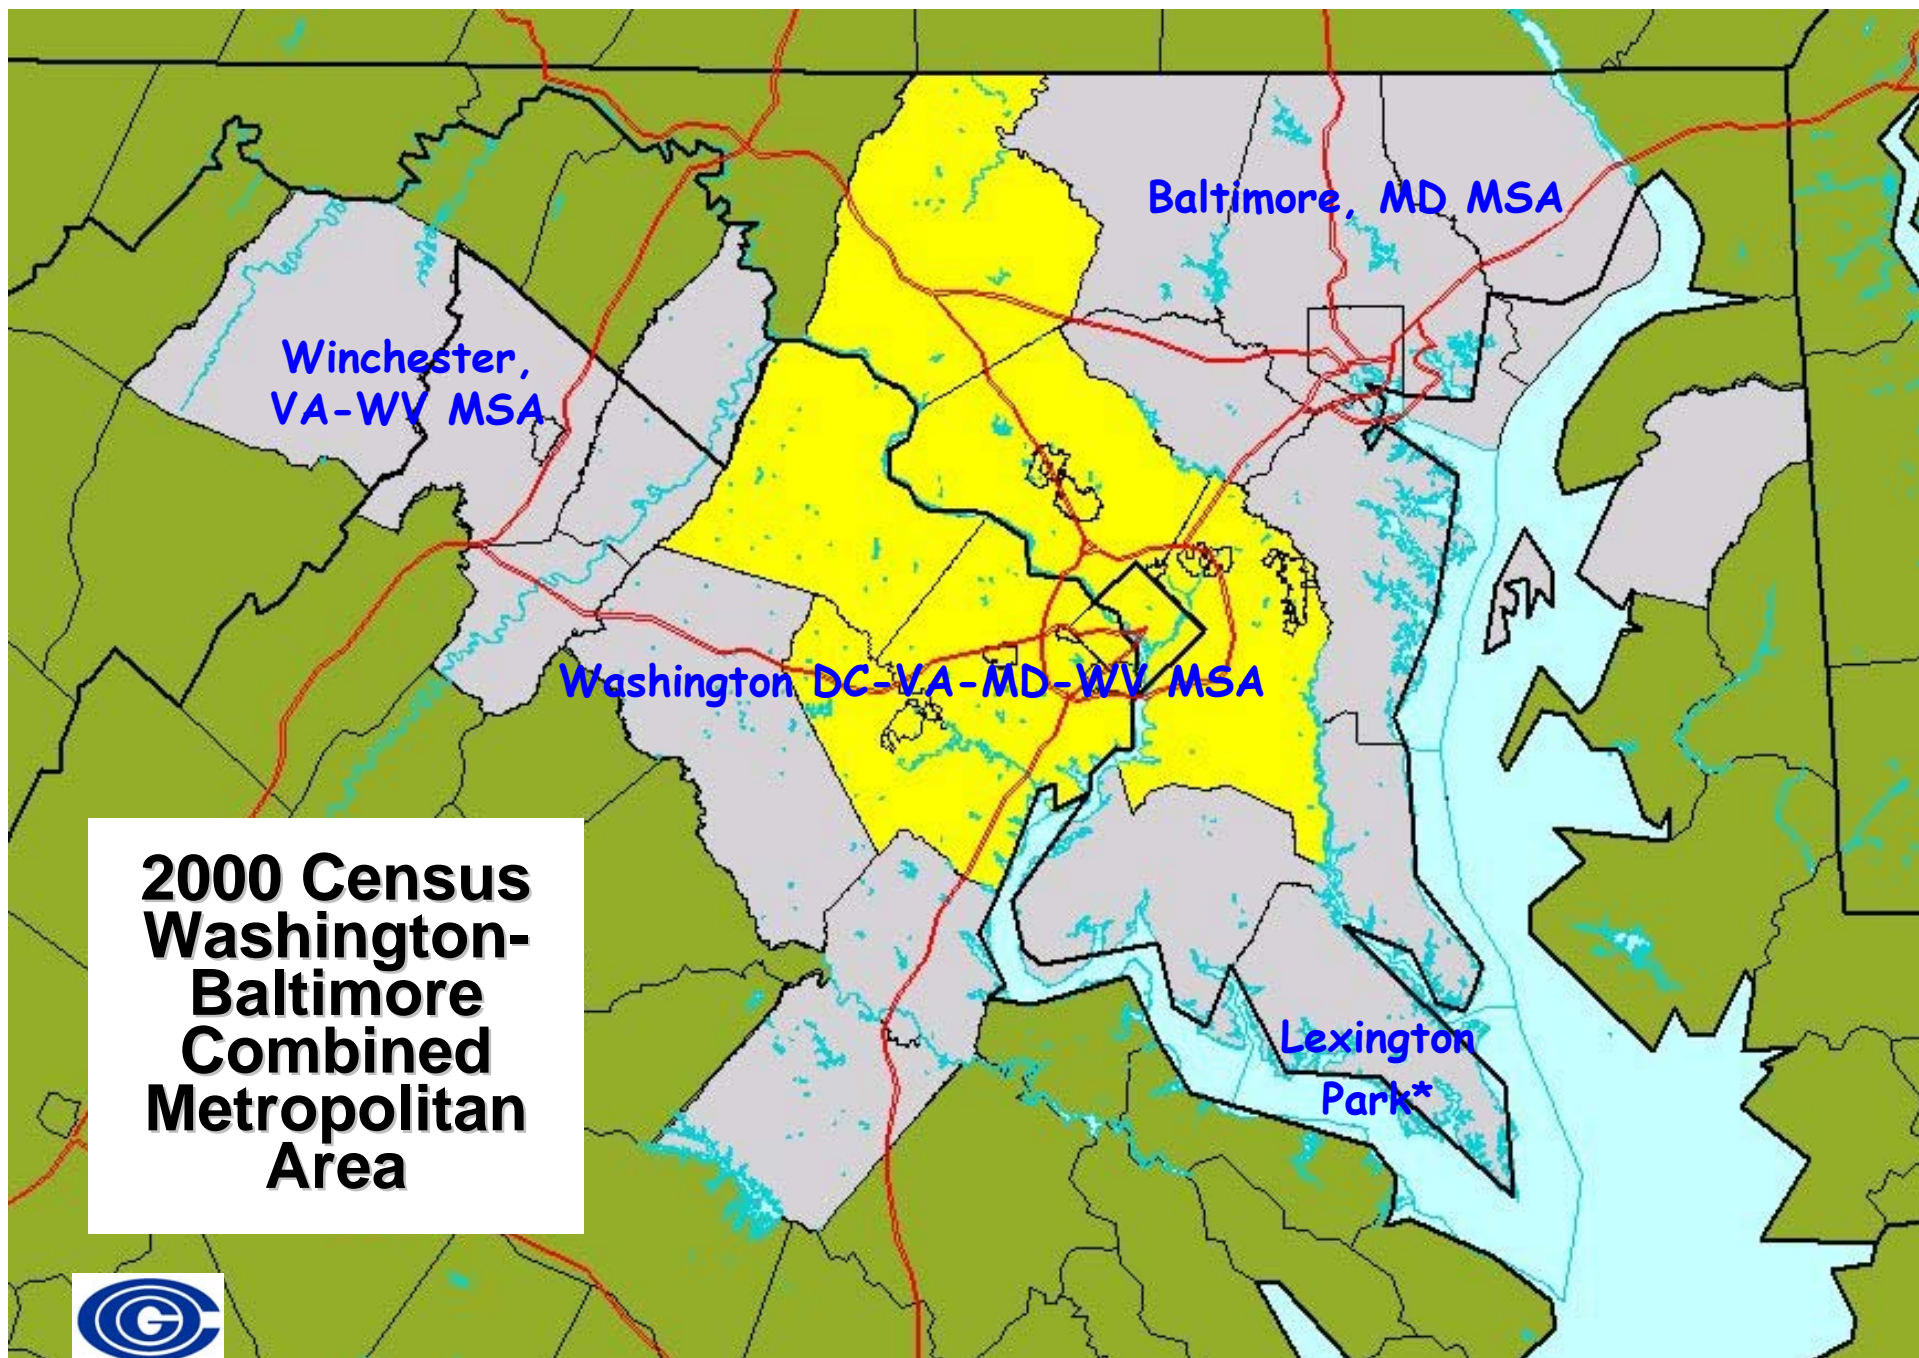 Baltimore, MD MSA
Winchester,
VA-WV MSA
Washington DC-VA-MD-WV MSA
Lexington
Park*
2000 Census
Washington-
Baltimore
Combined
Metropolitan
Area
COG